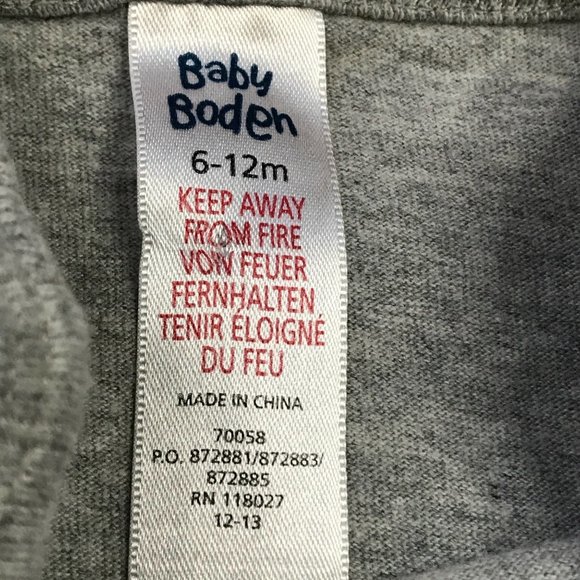 Baby
Boden
6-12m
KEEP AWAY
FROM FIRE
VON FEUER
FERNHALTEN
TENIR ÉLOIGNÉ
DU FEU
MADE IN CHINA
70058
P.O. 872881/872883/
872885
RN 118027
12-13